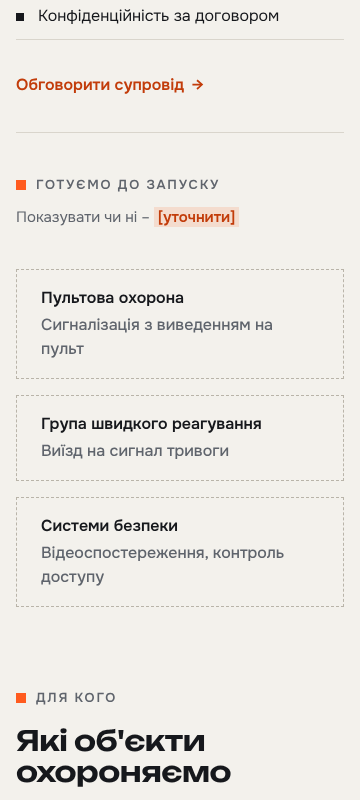 Конфіденційність за договором
Обговорити супровід →
ГОТУЄМО ДО ЗАПУСКУ
Показувати чи ні – [уточнити]
Пультова охорона
Сигналізація з виведенням на
пульт
Група швидкого реагування
Виїзд на сигнал тривоги
Системи безпеки
Відеоспостереження, контроль
доступу
ДЛЯ КОГО
Які об'єкти
охороняємо